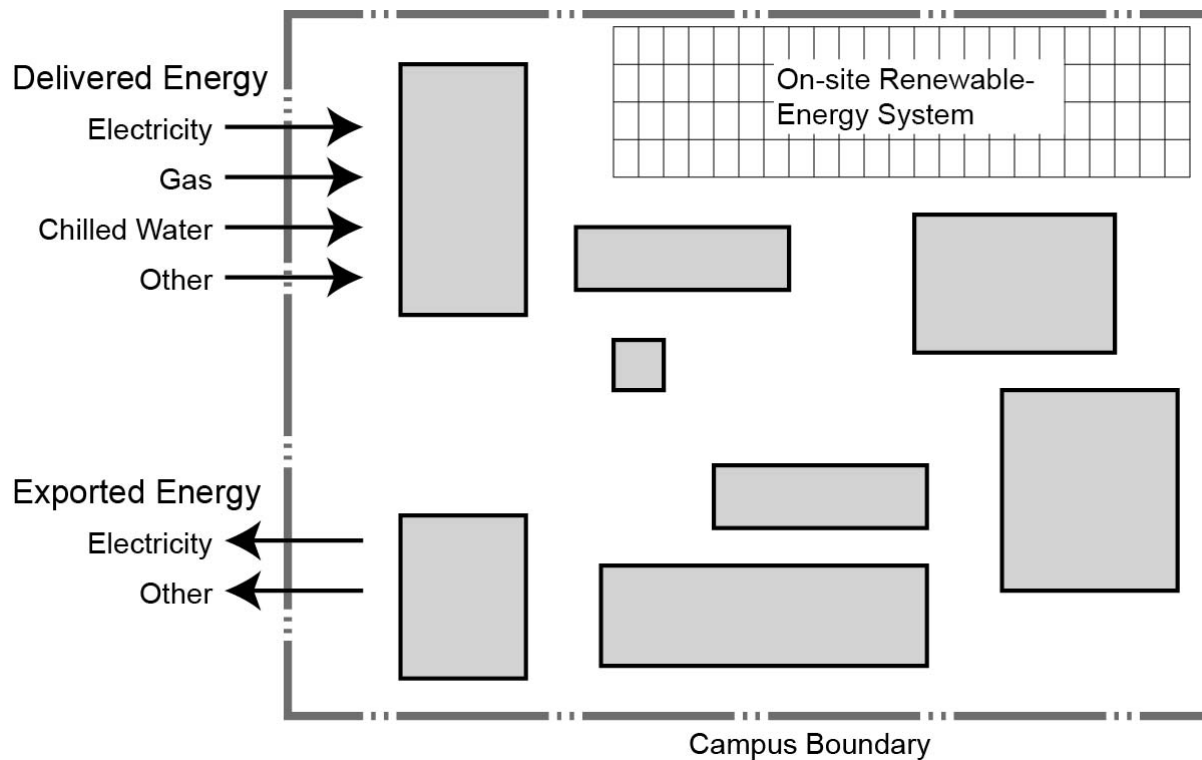 Delivered Energy
Electricity
Gas
Chilled Water
Other
On-site Renewable-
Energy System
Exported Energy
Electricity
Other
Campus Boundary